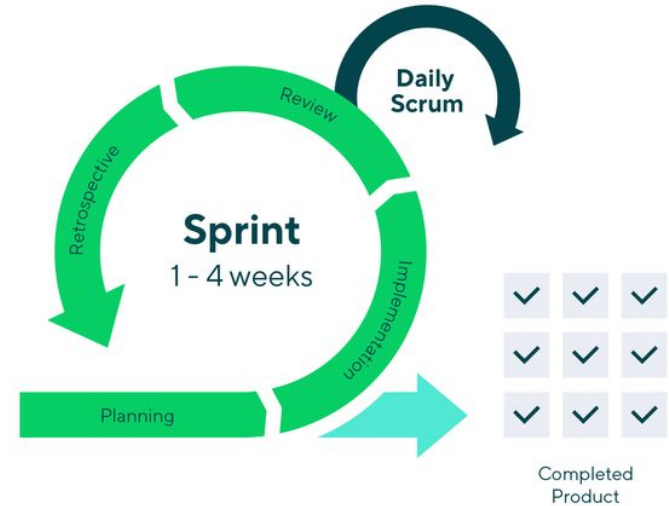 Daily
Scrum
Review
Retrospective
Sprint
1 - 4 weeks
Implementation
Planning
Completed
Product